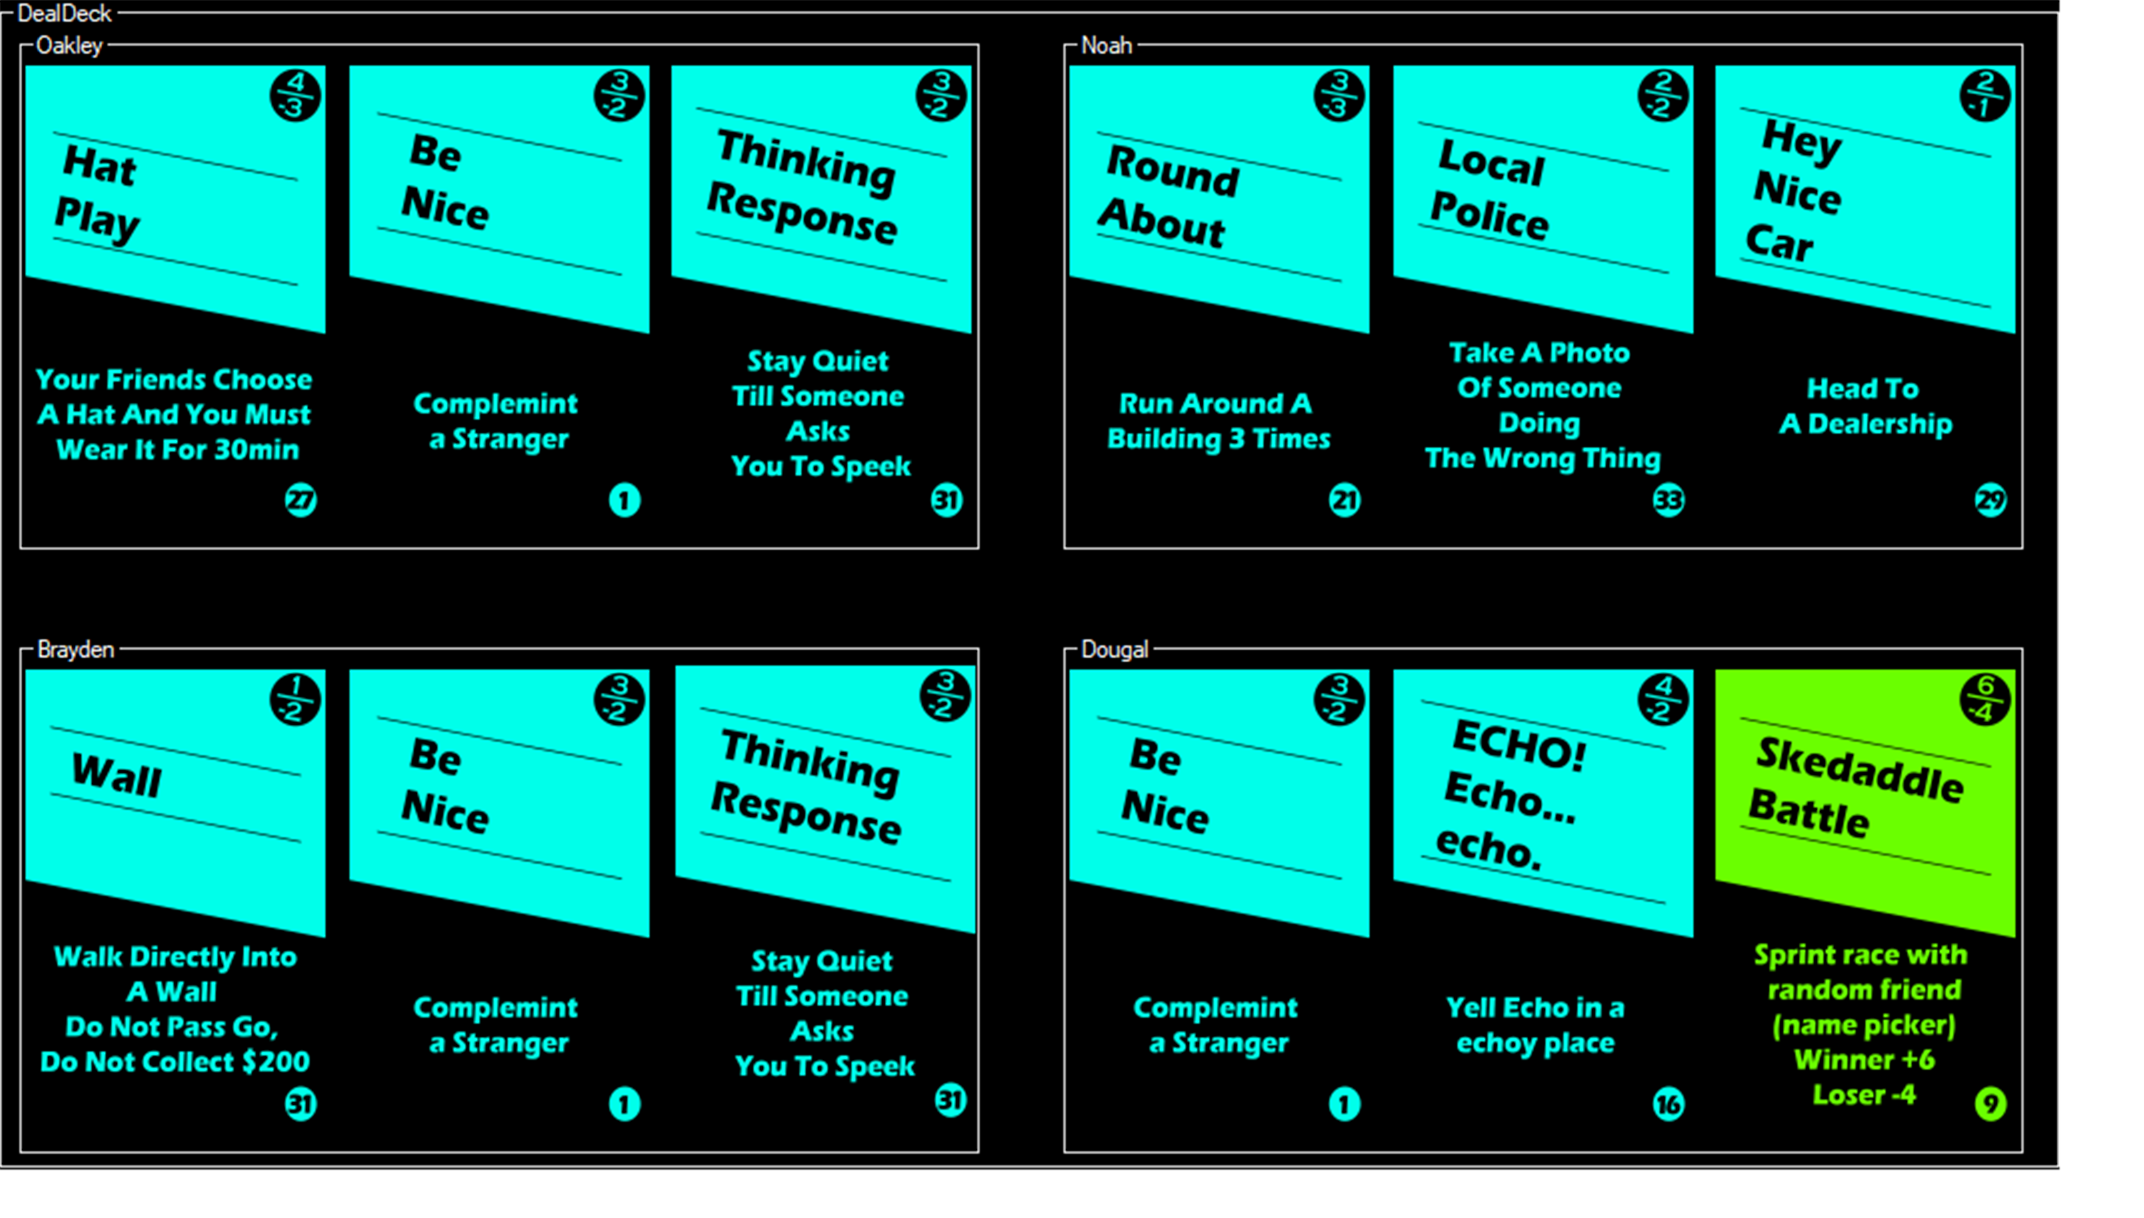 DealDeck
Oakley
4
-3
Hat
Play
Your Friends Choose
A Hat And You Must
Wear It For 30min
27
3
-2
Be
Nice
Complemint
a Stranger
1
3
-2
Thinking
Response
Stay Quiet
Till Someone
Asks
You To Speek
31
Noah
3
-3
Round
About
Run Around A
Building 3 Times
21
2
-2
Local
Police
Take A Photo
Of Someone
Doing
The Wrong Thing
33
2
-1
Hey
Nice
Car
Head To
A Dealership
29
Brayden
1
-2
Wall
Walk Directly Into
A Wall
Do Not Pass Go,
Do Not Collect $200
31
3
-2
Be
Nice
Complemint
a Stranger
1
3
-2
Thinking
Response
Stay Quiet
Till Someone
Asks
You To Speek
31
Dougal
3
-2
Be
Nice
Complemint
a Stranger
1
4
-2
ECHO!
Echo...
echo.
Yell Echo in a
echoy place
16
6
-4
Skedaddle
Battle
Sprint race with
random friend
(name picker)
Winner +6
Loser -4
9